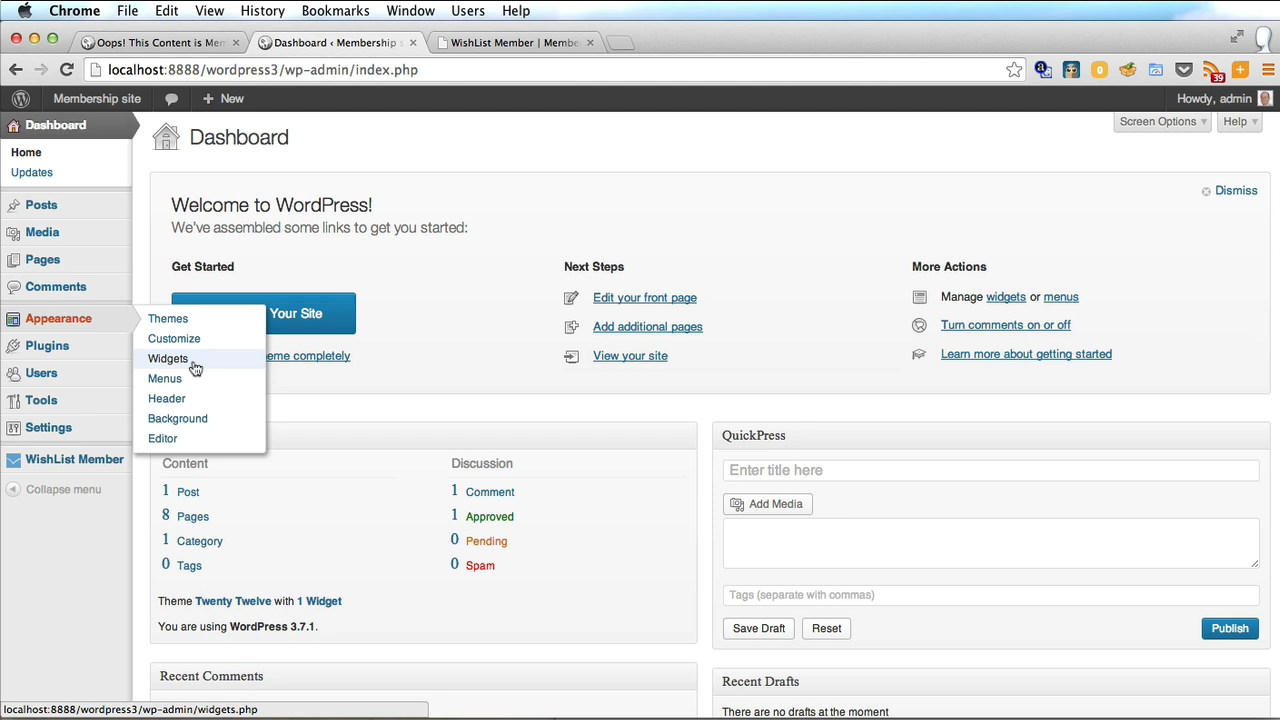 Chrome File Edit View History Bookmarks Window Users Help
Oops! This Content is Mem
Dashboard ‹ Membership s
WishList Member | Membe
localhost:8888/wordpress3/wp-admin/index.php
39
Membership site
+ New
Howdy, admin
Dashboard
Home
Updates
Posts
Media
Pages
Comments
Appearance
Plugins
Users
Tools
Settings
WishList Member
Collapse menu
Themes
Customize
Widgets
Menus
Header
Background
Editor
Dashboard
Screen Options
Help
Welcome to WordPress!
We've assembled some links to get you started:
Dismiss
Get Started
Your Site
eme completely
Next Steps
Edit your front page
Add additional pages
View your site
More Actions
Manage widgets or menus
Turn comments on or off
Learn more about getting started
Content
1 Post
8 Pages
1 Category
0 Tags
Discussion
1 Comment
1 Approved
0 Pending
0 Spam
Theme Twenty Twelve with 1 Widget
You are using WordPress 3.7.1.
QuickPress
Enter title here
Add Media
Tags (separate with commas)
Save Draft
Reset
Publish
Recent Comments
Recent Drafts
There are no drafts at the moment
localhost:8888/wordpress3/wp-admin/widgets.php